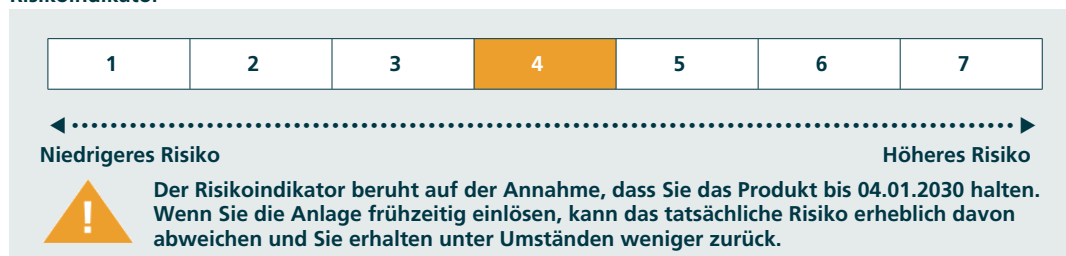 1 2 3 4 5 6 7
Niedrigeres Risiko Höheres Risiko
! Der Risikoindikator beruht auf der Annahme, dass Sie das Produkt bis 04.01.2030 halten.
Wenn Sie die Anlage frühzeitig einlösen, kann das tatsächliche Risiko erheblich davon
abweichen und Sie erhalten unter Umständen weniger zurück.